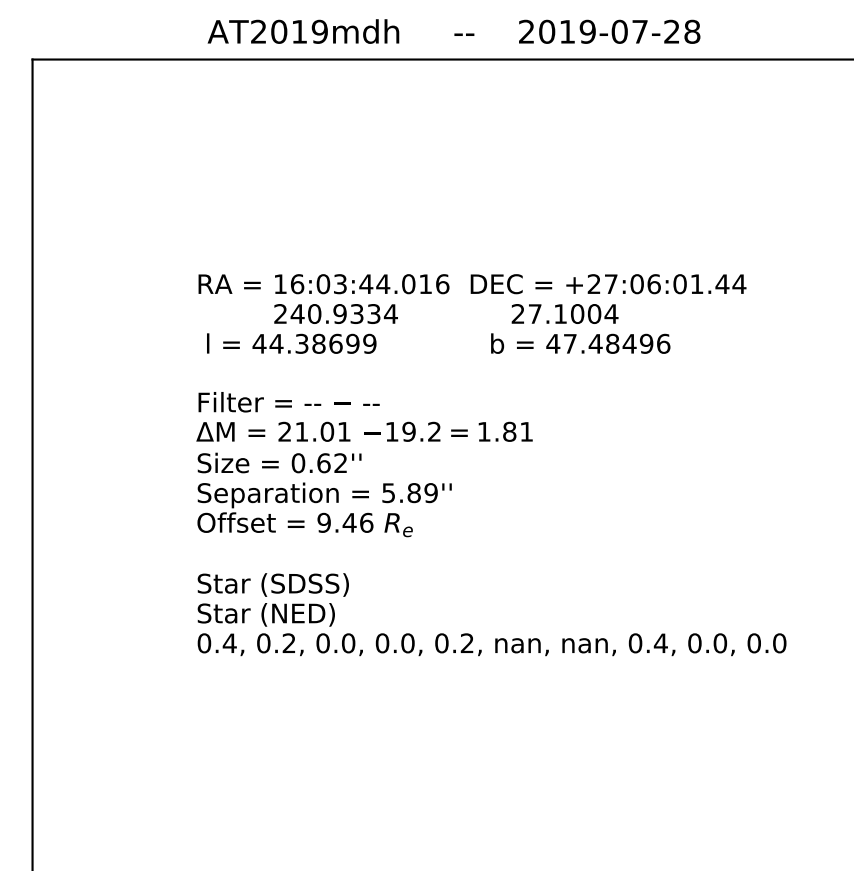 AT2019mdh -- 2019-07-28
RA = 16:03:44.016 DEC = +27:06:01.44
240.9334 27.1004
l = 44.38699 b = 47.48496
Filter = -- − --
ΔM = 21.01 −19.2 = 1.81
Size = 0.62''
Separation = 5.89''
Offset = 9.46 Rₑ
Star (SDSS)
Star (NED)
0.4, 0.2, 0.0, 0.0, 0.2, nan, nan, 0.4, 0.0, 0.0